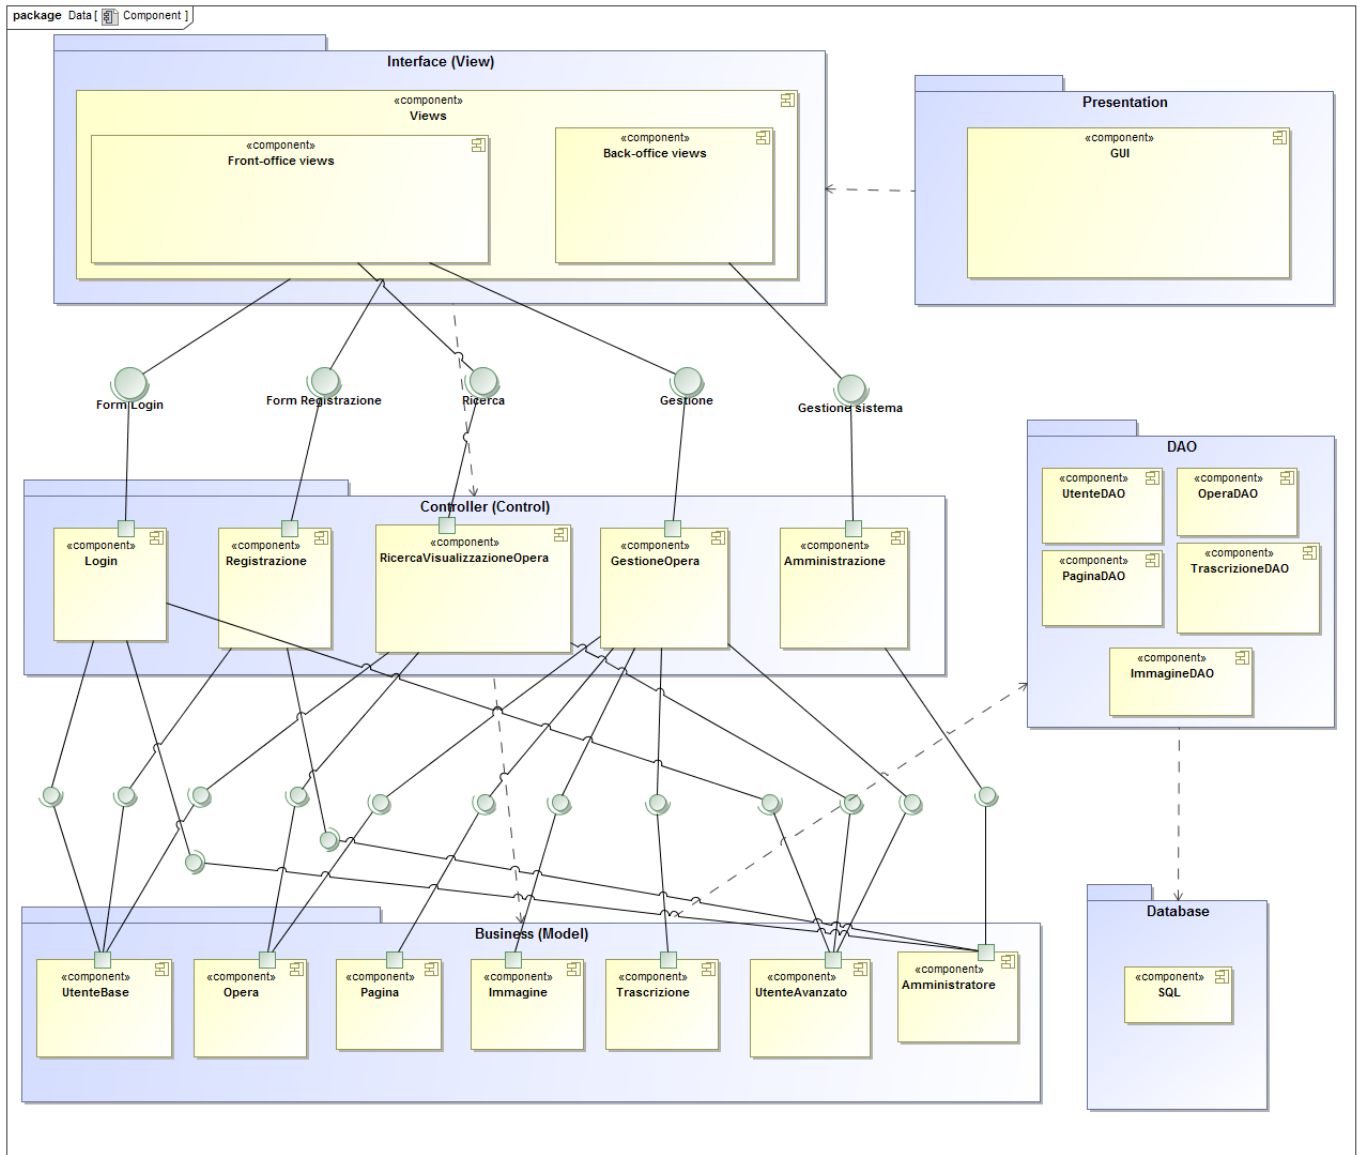 package Data [ Component ]
Interface (View)
«component»
Views
«component»
Front-office views
«component»
Back-office views
Presentation
«component»
GUI
Form Login
Form Registrazione
Ricerca
Gestione
Gestione sistema
Controller (Control)
«component»
Login
«component»
Registrazione
«component»
RicercaVisualizzazioneOpera
«component»
GestioneOpera
«component»
Amministrazione
DAO
«component»
UtenteDAO
«component»
OperaDAO
«component»
PaginaDAO
«component»
TrascrizioneDAO
«component»
ImmagineDAO
Business (Model)
«component»
UtenteBase
«component»
Opera
«component»
Pagina
«component»
Immagine
«component»
Trascrizione
«component»
UtenteAvanzato
«component»
Amministratore
Database
«component»
SQL